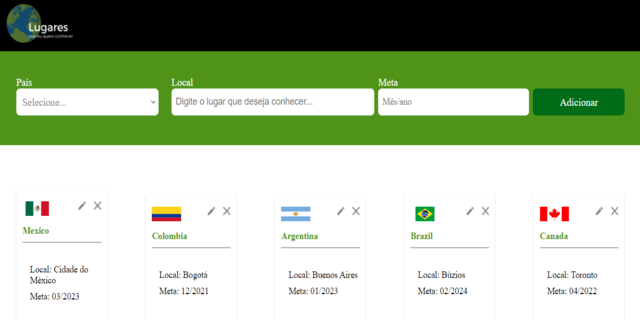 Lugares
que eu quero conhecer
País
Local
Meta
Selecione...
Digite o lugar que deseja conhecer...
Mês/ano
Adicionar
Mexico
Colombia
Argentina
Brazil
Canada
Local: Cidade do
México
Meta: 03/2023
Local: Bogotá
Meta: 12/2021
Local: Buenos Aires
Meta: 01/2023
Local: Búzios
Meta: 02/2024
Local: Toronto
Meta: 04/2022